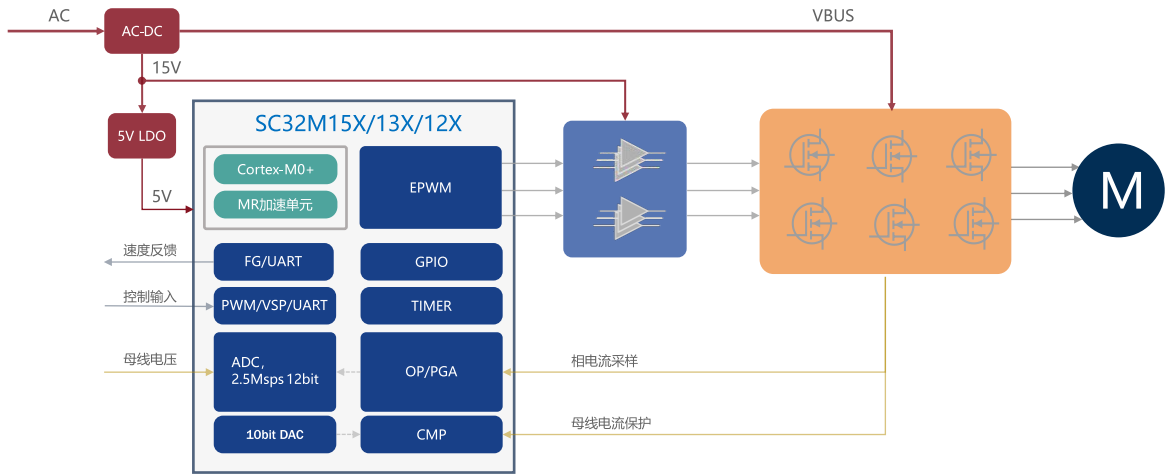 AC
AC-DC
VBUS
15V
5V LDO
5V
SC32M15X/13X/12X
Cortex-M0+
MR加速单元
EPWM
速度反馈
FG/UART
GPIO
控制输入
PWM/VSP/UART
TIMER
母线电压
ADC，
2.5Msps 12bit
OP/PGA
相电流采样
10bit DAC
CMP
母线电流保护
M